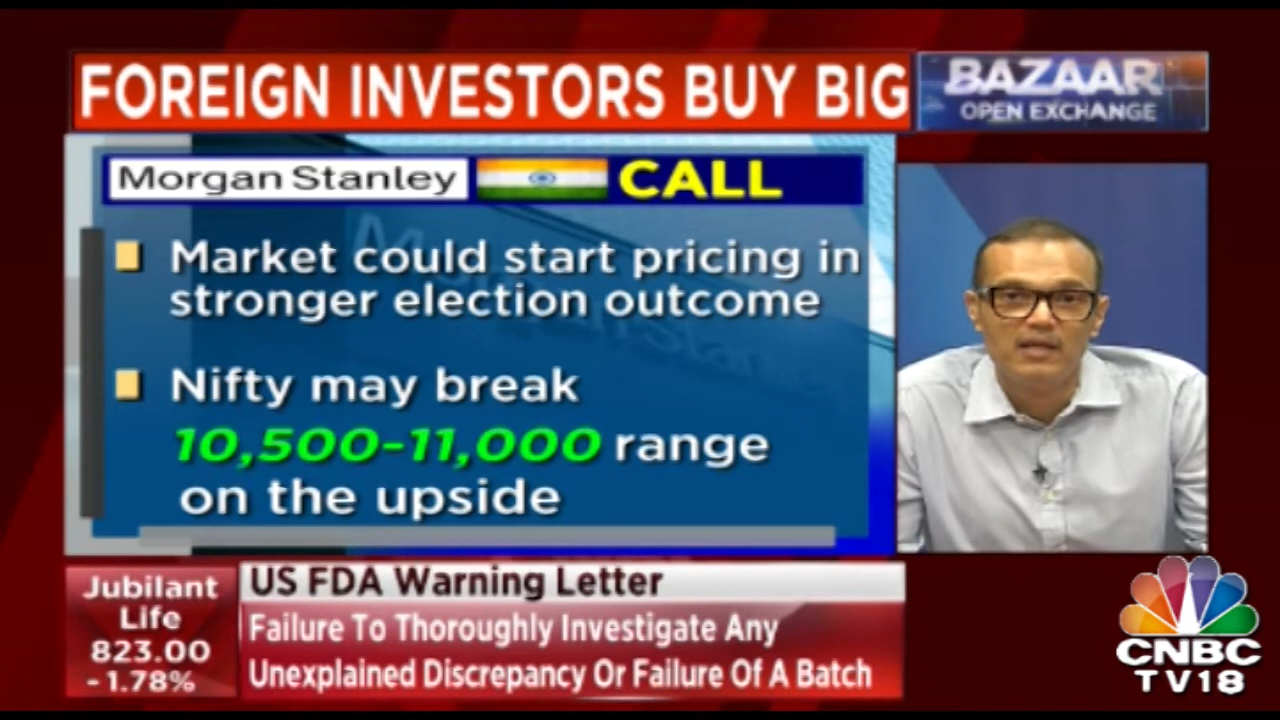 FOREIGN INVESTORS BUY BIG
BAZAAR
OPEN EXCHANGE
Morgan Stanley CALL
Market could start pricing in
stronger election outcome
Nifty may break
10,500-11,000 range
on the upside
Jubilant
Life
823.00
-1.78%
US FDA Warning Letter
Failure To Thoroughly Investigate Any
Unexplained Discrepancy Or Failure Of A Batch
CNBC
TV18